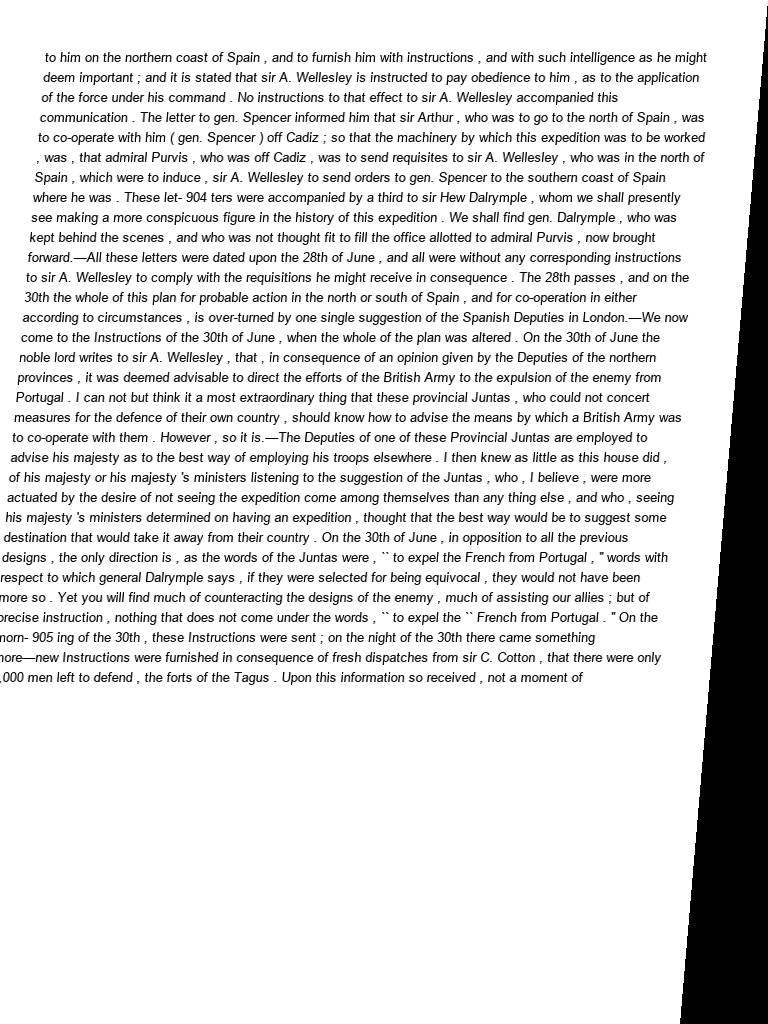 to him on the northern coast of Spain , and to furnish him with instructions , and with such intelligence as he might
deem important ; and it is stated that sir A. Wellesley is instructed to pay obedience to him , as to the application
of the force under his command . No instructions to that effect to sir A. Wellesley accompanied this
communication . The letter to gen. Spencer informed him that sir Arthur , who was to go to the north of Spain , was
to co-operate with him ( gen. Spencer ) off Cadiz ; so that the machinery by which this expedition was to be worked
, was , that admiral Purvis , who was off Cadiz , was to send requisites to sir A. Wellesley , who was in the north of
Spain , which were to induce , sir A. Wellesley to send orders to gen. Spencer to the southern coast of Spain
where he was . These let- 904 ters were accompanied by a third to sir Hew Dalrymple , whom we shall presently
see making a more conspicuous figure in the history of this expedition . We shall find gen. Dalrymple , who was
kept behind the scenes , and who was not thought fit to fill the office allotted to admiral Purvis , now brought
forward.—All these letters were dated upon the 28th of June , and all were without any corresponding instructions
to sir A. Wellesley to comply with the requisitions he might receive in consequence . The 28th passes , and on the
30th the whole of this plan for probable action in the north or south of Spain , and for co-operation in either
according to circumstances , is over-turned by one single suggestion of the Spanish Deputies in London.—We now
come to the Instructions of the 30th of June , when the whole of the plan was altered . On the 30th of June the
noble lord writes to sir A. Wellesley , that , in consequence of an opinion given by the Deputies of the northern
provinces , it was deemed advisable to direct the efforts of the British Army to the expulsion of the enemy from
Portugal . I can not but think it a most extraordinary thing that these provincial Juntas , who could not concert
measures for the defence of their own country , should know how to advise the means by which a British Army was
to co-operate with them . However , so it is.—The Deputies of one of these Provincial Juntas are employed to
advise his majesty as to the best way of employing his troops elsewhere . I then knew as little as this house did ,
of his majesty or his majesty 's ministers listening to the suggestion of the Juntas , who , I believe , were more
actuated by the desire of not seeing the expedition come among themselves than any thing else , and who , seeing
his majesty 's ministers determined on having an expedition , thought that the best way would be to suggest some
destination that would take it away from their country . On the 30th of June , in opposition to all the previous
designs , the only direction is , as the words of the Juntas were , `` to expel the French from Portugal , '' words with
respect to which general Dalrymple says , if they were selected for being equivocal , they would not have been
more so . Yet you will find much of counteracting the designs of the enemy , much of assisting our allies ; but of
precise instruction , nothing that does not come under the words , `` to expel the `` French from Portugal . '' On the
morn- 905 ing of the 30th , these Instructions were sent ; on the night of the 30th there came something
more—new Instructions were furnished in consequence of fresh dispatches from sir C. Cotton , that there were only
,000 men left to defend , the forts of the Tagus . Upon this information so received , not a moment of